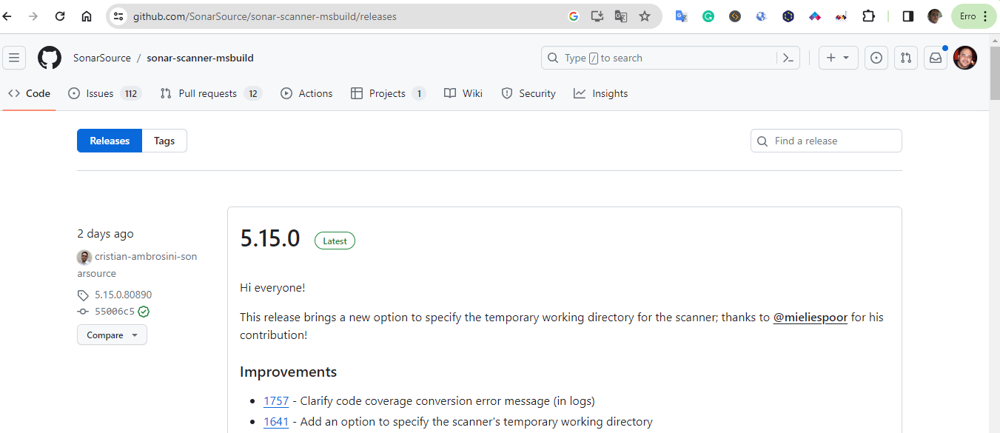 github.com/SonarSource/sonar-scanner-msbuild/releases
Erro
SonarSource / sonar-scanner-msbuild
Type / to search
Code
Issues 112
Pull requests 12
Actions
Projects 1
Wiki
Security
Insights
Releases
Tags
Find a release
2 days ago
cristian-ambrosini-son
arsource
5.15.0.80890
55006c5
Compare
5.15.0 Latest
Hi everyone!
This release brings a new option to specify the temporary working directory for the scanner; thanks to @mieliespoor for his
contribution!
Improvements
• 1757 - Clarify code coverage conversion error message (in logs)
• 1641 - Add an option to specify the scanner's temporary working directory